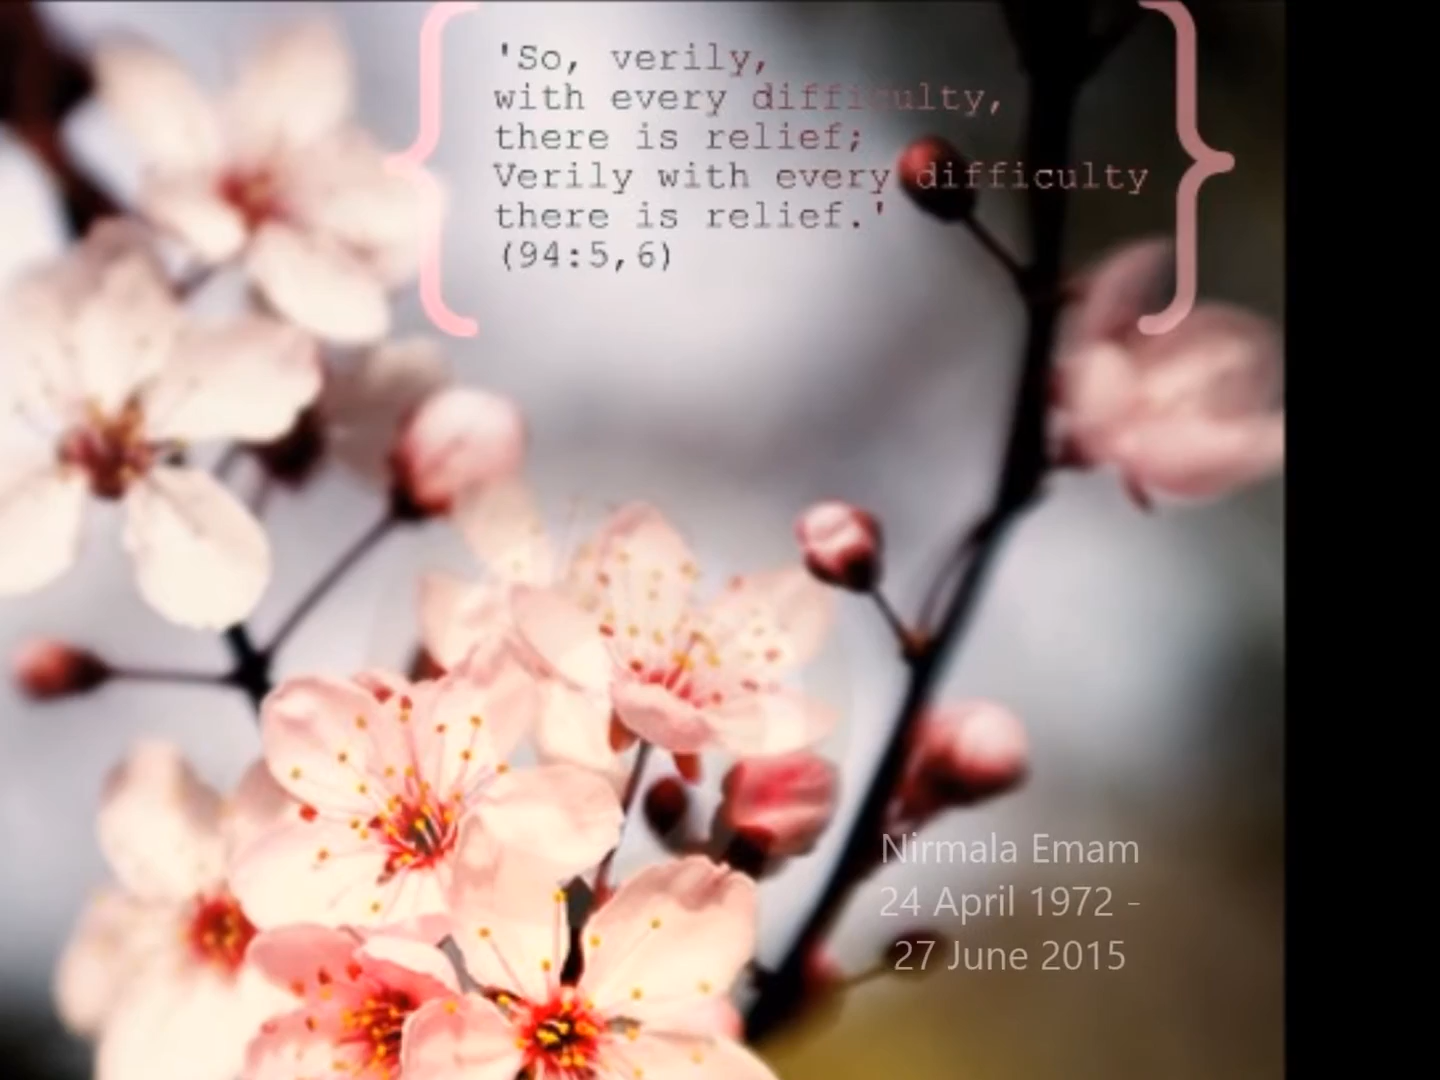 'So, verily,
with every difficulty,
there is relief;
Verily with every difficulty
there is relief.'
(94:5,6)
Nirmala Emam
24 April 1972 -
27 June 2015